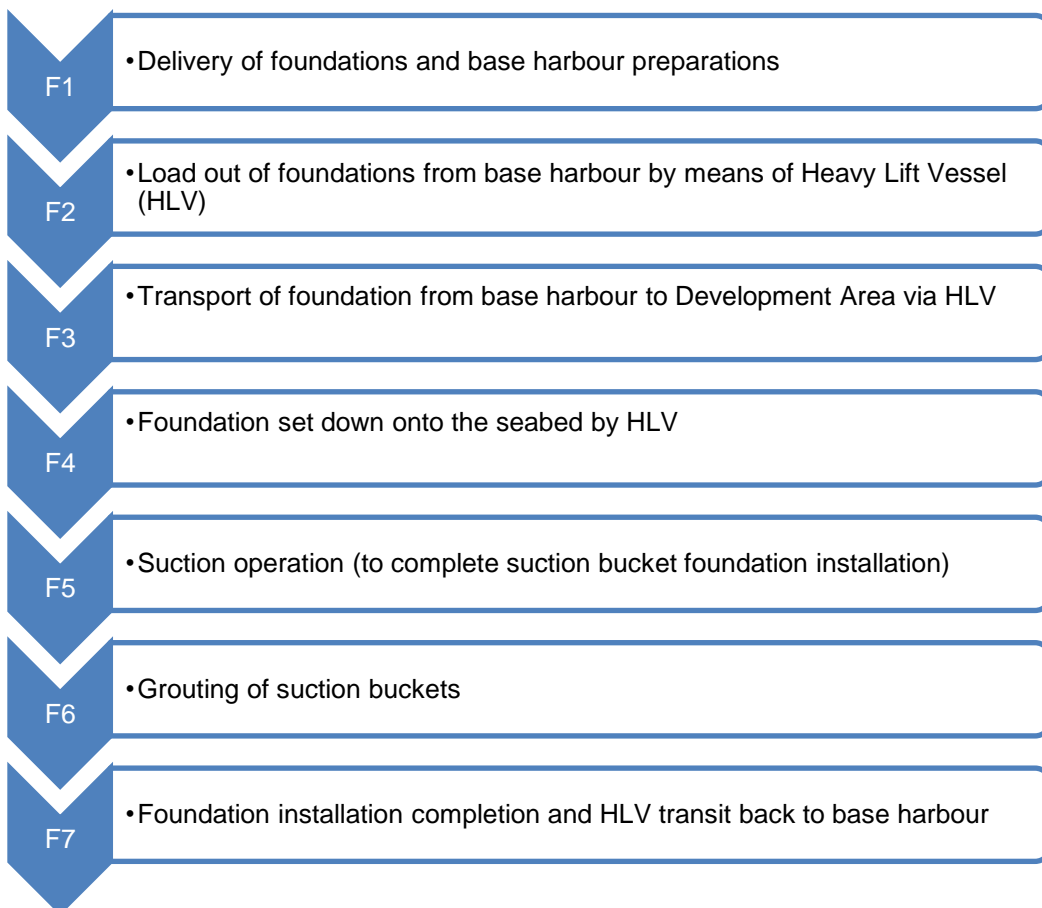 F1
•Delivery of foundations and base harbour preparations
F2
•Load out of foundations from base harbour by means of Heavy Lift Vessel
(HLV)
F3
•Transport of foundation from base harbour to Development Area via HLV
F4
•Foundation set down onto the seabed by HLV
F5
•Suction operation (to complete suction bucket foundation installation)
F6
•Grouting of suction buckets
F7
•Foundation installation completion and HLV transit back to base harbour